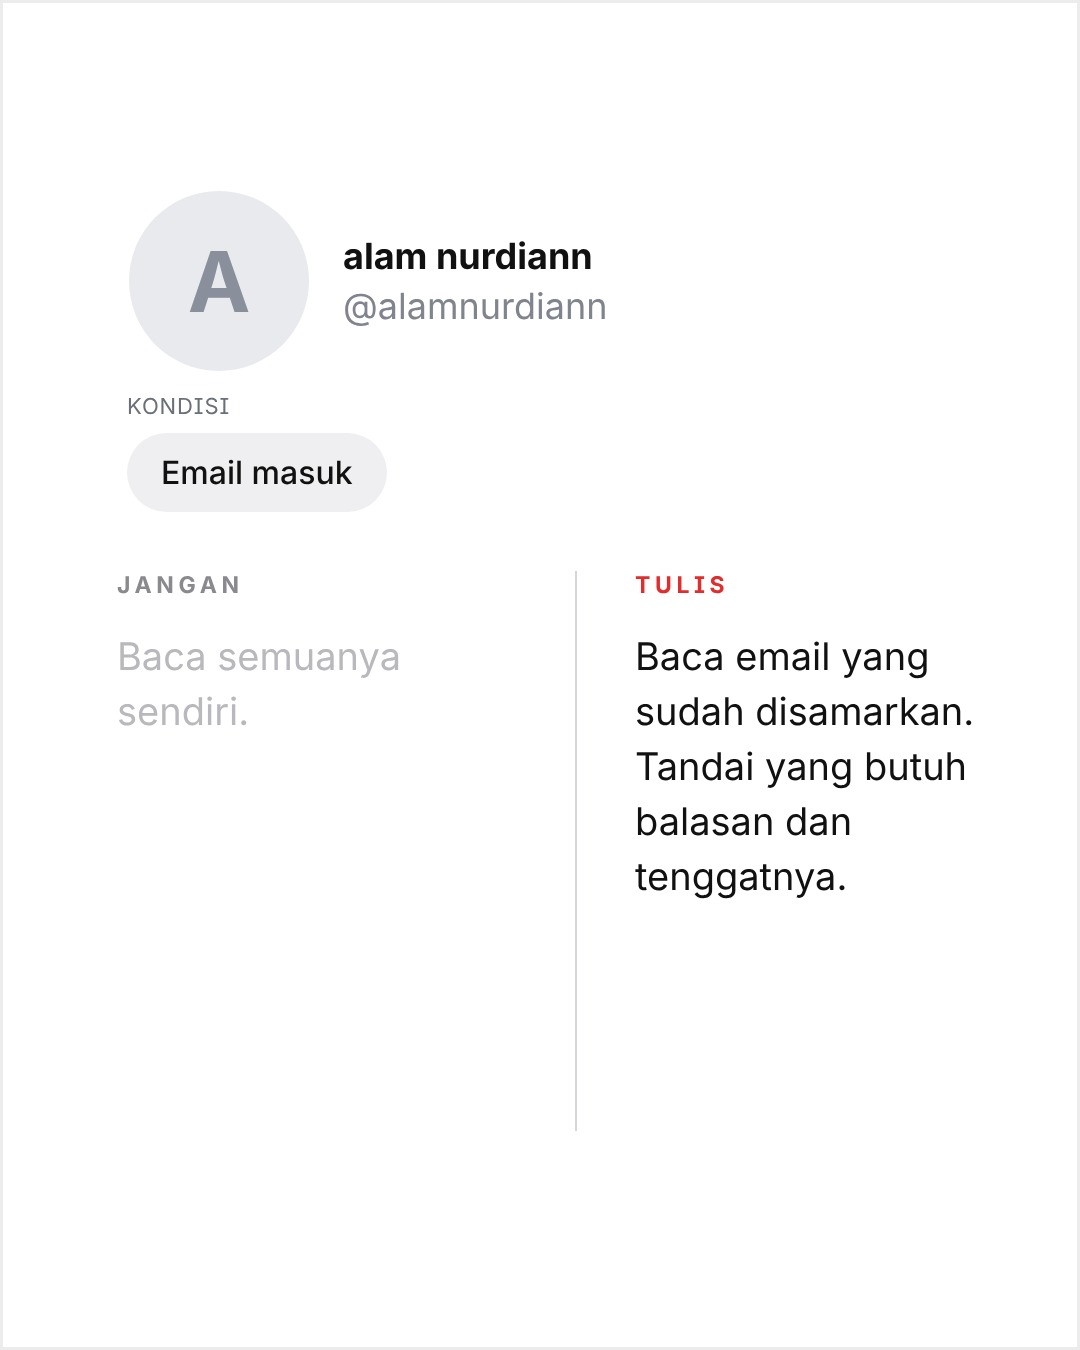 A
alam nurdiann
@alamnurdiann
KONDISI
Email masuk
JANGAN
Baca semuanya
sendiri.
TULIS
Baca email yang
sudah disamarkan.
Tandai yang butuh
balasan dan
tenggatnya.